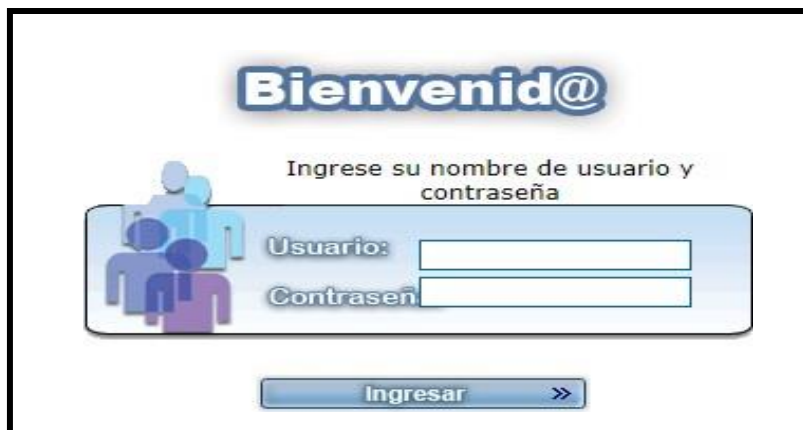 Bienvenid@
Ingrese su nombre de usuario y
contraseña
Usuario:
Contraseñ
Ingresar »